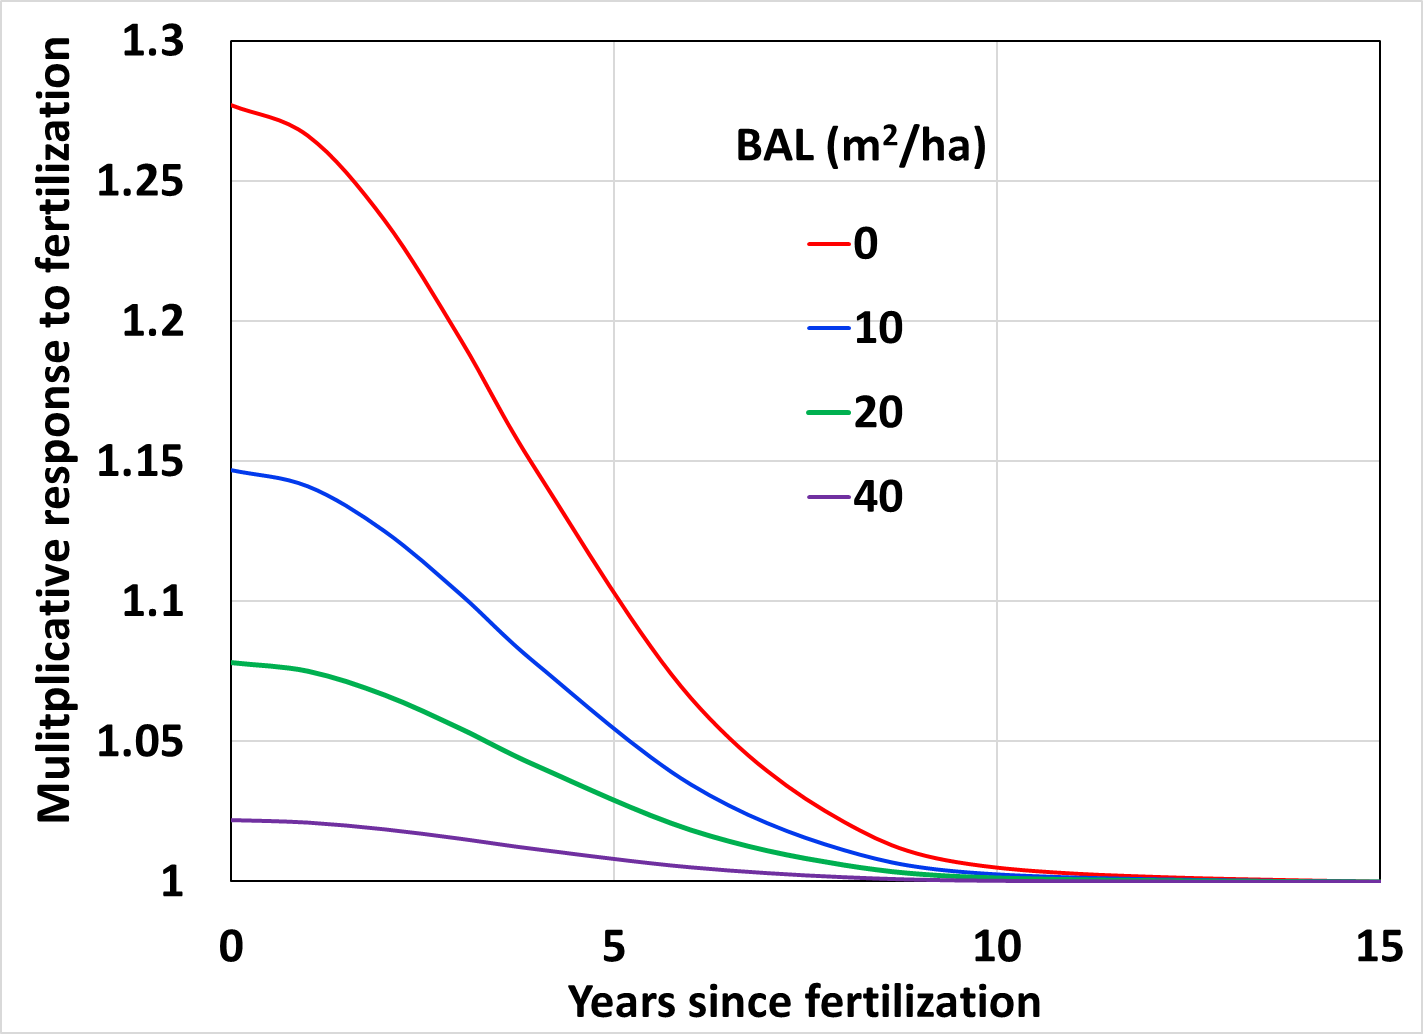 Mulitplicative response to fertilization
1.3
1.25
1.2
1.15
1.1
1.05
1
BAL (m²/ha)
0
10
20
40
0 5 10 15
Years since fertilization